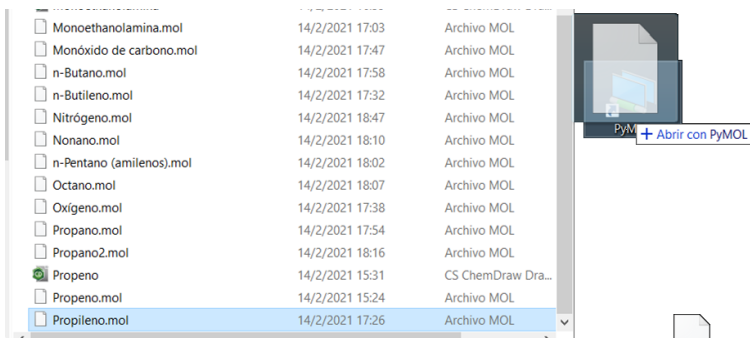 Monoethanolamina.mol 14/2/2021 17:03 Archivo MOL
Monóxido de carbono.mol 14/2/2021 17:47 Archivo MOL
n-Butano.mol 14/2/2021 17:58 Archivo MOL
n-Butileno.mol 14/2/2021 17:32 Archivo MOL
Nitrógeno.mol 14/2/2021 18:47 Archivo MOL
Nonano.mol 14/2/2021 18:10 Archivo MOL
n-Pentano (amilenos).mol 14/2/2021 18:02 Archivo MOL
Octano.mol 14/2/2021 18:07 Archivo MOL
Oxígeno.mol 14/2/2021 17:38 Archivo MOL
Propano.mol 14/2/2021 17:54 Archivo MOL
Propano2.mol 14/2/2021 18:16 Archivo MOL
Propeno 14/2/2021 15:31 CS ChemDraw Dra...
Propeno.mol 14/2/2021 15:24 Archivo MOL
Propileno.mol 14/2/2021 17:26 Archivo MOL
PyM
+ Abrir con PyMOL